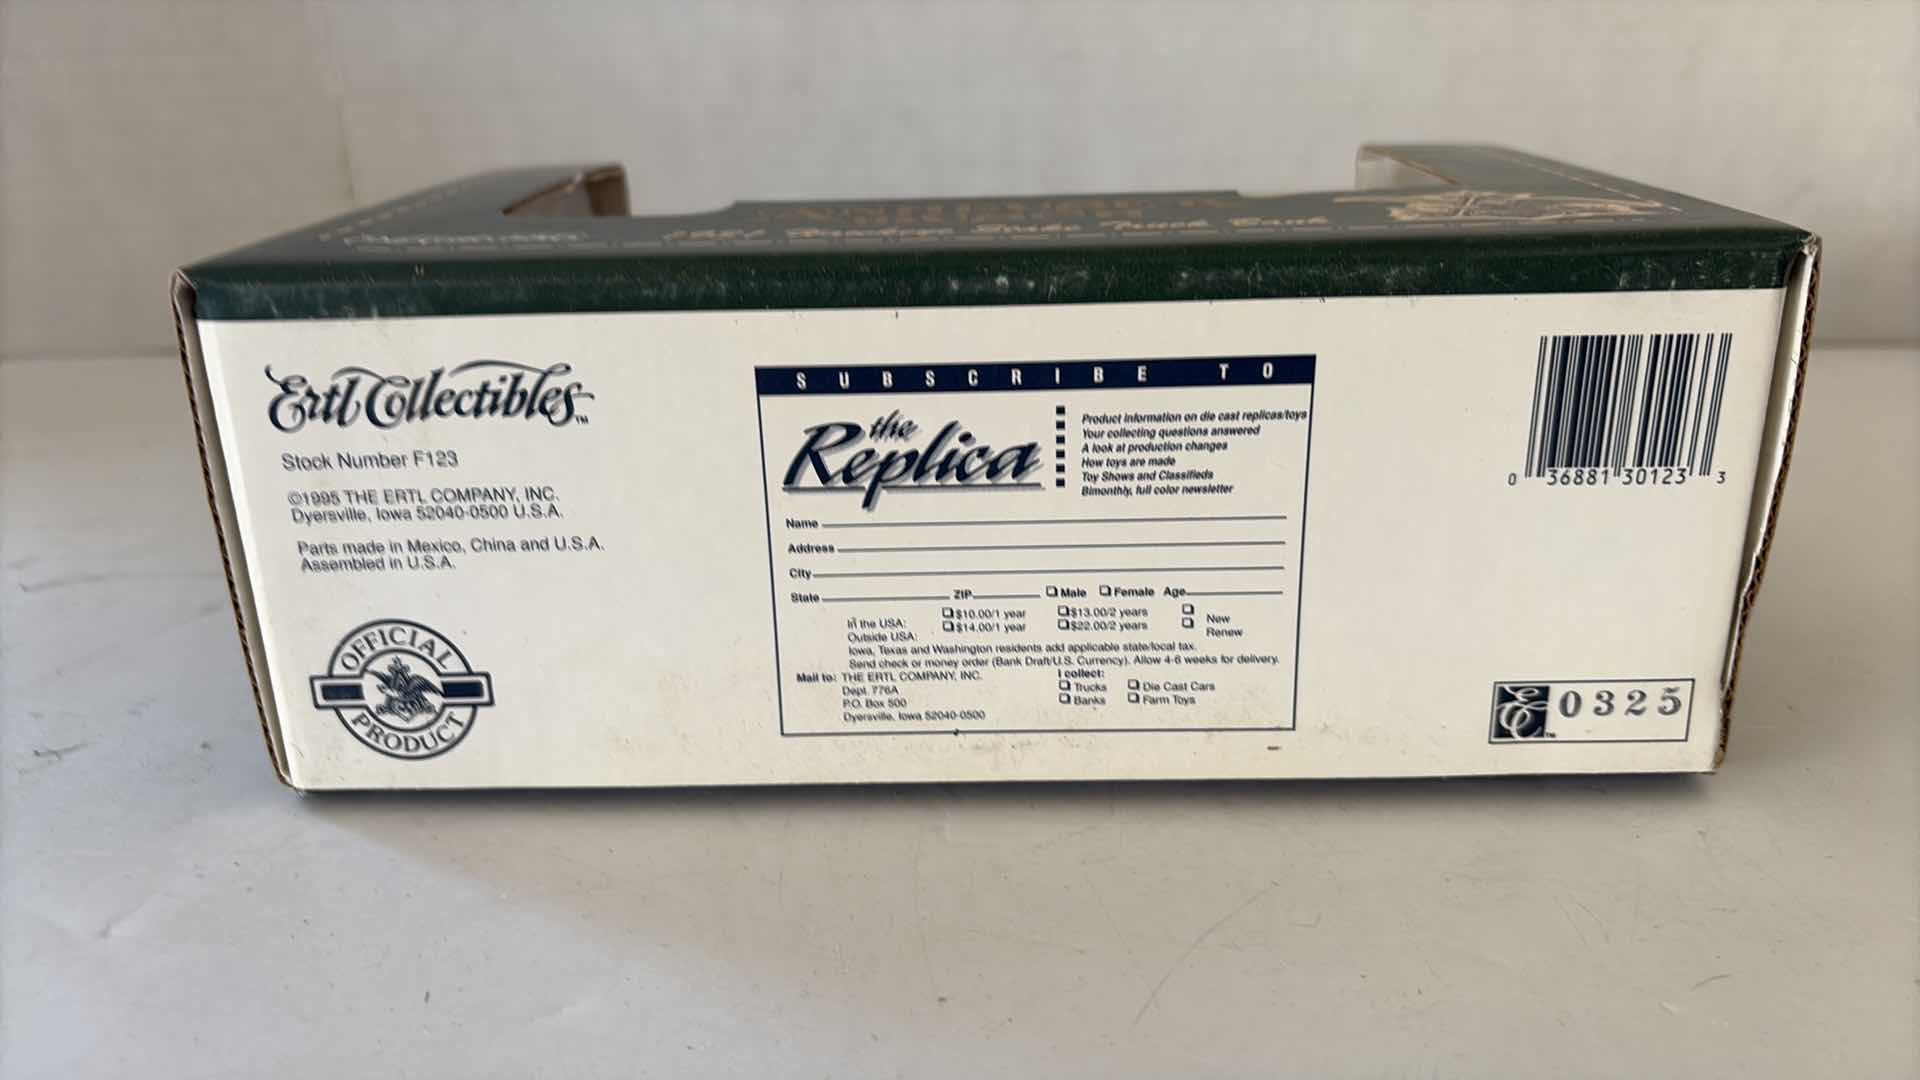 Stake Truck Bank
Ertl Collectibles™
Stock Number F123
©1995 THE ERTL COMPANY, INC.
Dyersville, Iowa 52040-0500 U.S.A.
Parts made in Mexico, China and U.S.A.
Assembled in U.S.A.
OFFICIAL
PRODUCT
SUBSCRIBE TO
the
Replica
Product information on die cast replicas/toys
Your collecting questions answered
A look at production changes
How toys are made
Toy Shows and Classifieds
Bimonthly, full color newsletter
Name
Address
City
State ZIP Male Female Age
In the USA: $10.00/1 year $13.00/2 years New
Outside USA: $14.00/1 year $22.00/2 years Renew
Iowa, Texas and Washington residents add applicable state/local tax.
Send check or money order (Bank Draft/U.S. Currency). Allow 4-6 weeks for delivery.
Mail to: THE ERTL COMPANY, INC.
Dept. 776A
P.O. Box 500
Dyersville, Iowa 52040-0500
I collect:
Trucks Die Cast Cars
Banks Farm Toys
0 36881 30123 3
0325